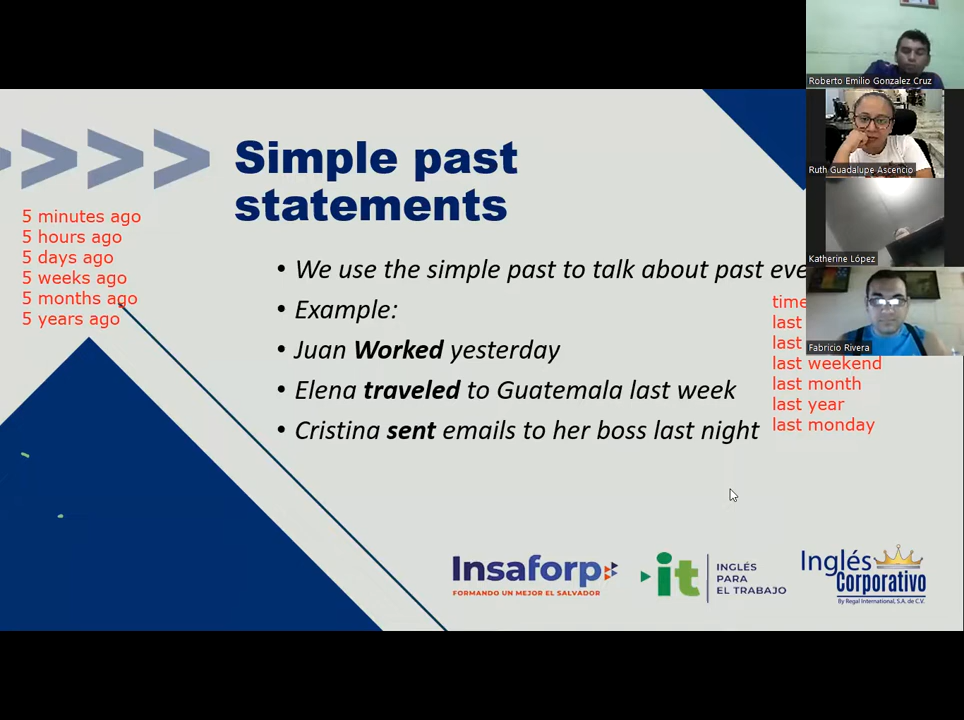 Roberto Emilio Gonzalez Cruz
Ruth Guadalupe Ascencio
Katherine López
Fabricio Rivera
Simple past
statements
5 minutes ago
5 hours ago
5 days ago
5 weeks ago
5 months ago
5 years ago
• We use the simple past to talk about past eve
• Example:
• Juan Worked yesterday
• Elena traveled to Guatemala last week
• Cristina sent emails to her boss last night
time
last
last
last weekend
last month
last year
last monday
Insaforp
FORMANDO UN MEJOR EL SALVADOR
it
INGLÉS
PARA
EL TRABAJO
Inglés
Corporativo
By Regal International, S.A. de C.V.